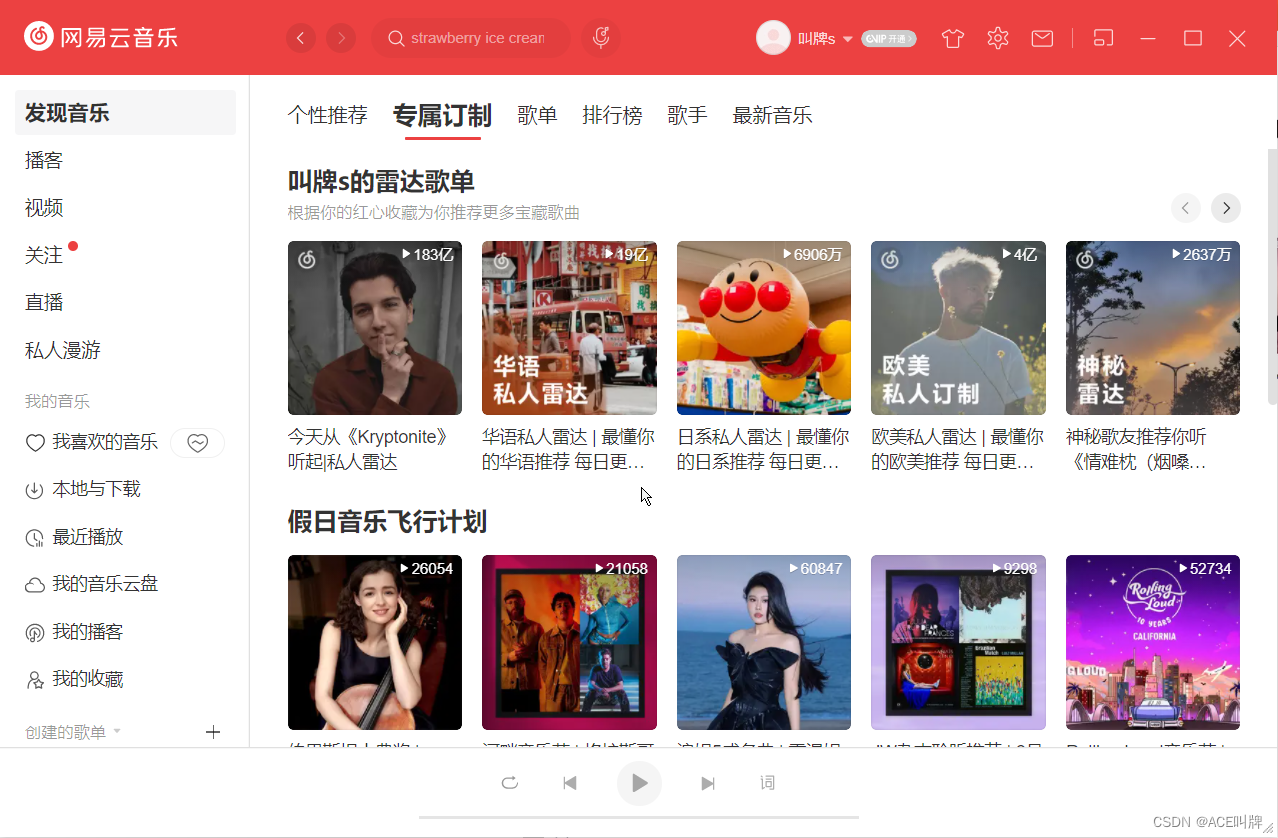 网易云音乐
strawberry ice crean
叫牌s
VIP开通
发现音乐
播客
视频
关注
直播
私人漫游
我的音乐
我喜欢的音乐
本地与下载
最近播放
我的音乐云盘
我的播客
我的收藏
创建的歌单
个性推荐 专属订制 歌单 排行榜 歌手 最新音乐
叫牌s的雷达歌单
根据你的红心收藏为你推荐更多宝藏歌曲
183亿
今天从《Kryptonite》
听起|私人雷达
19亿
华语
私人雷达
华语私人雷达 | 最懂你
的华语推荐 每日更…
6906万
日系私人雷达 | 最懂你
的日系推荐 每日更…
4亿
欧美
私人订制
欧美私人雷达 | 最懂你
的欧美推荐 每日更…
2637万
神秘
雷达
神秘歌友推荐你听
《情难枕（烟嗓…
假日音乐飞行计划
26054
21058
60847
9298
52734
Rolling
Loud
10 YEARS
CALIFORNIA
词
CSDN @ACE叫牌